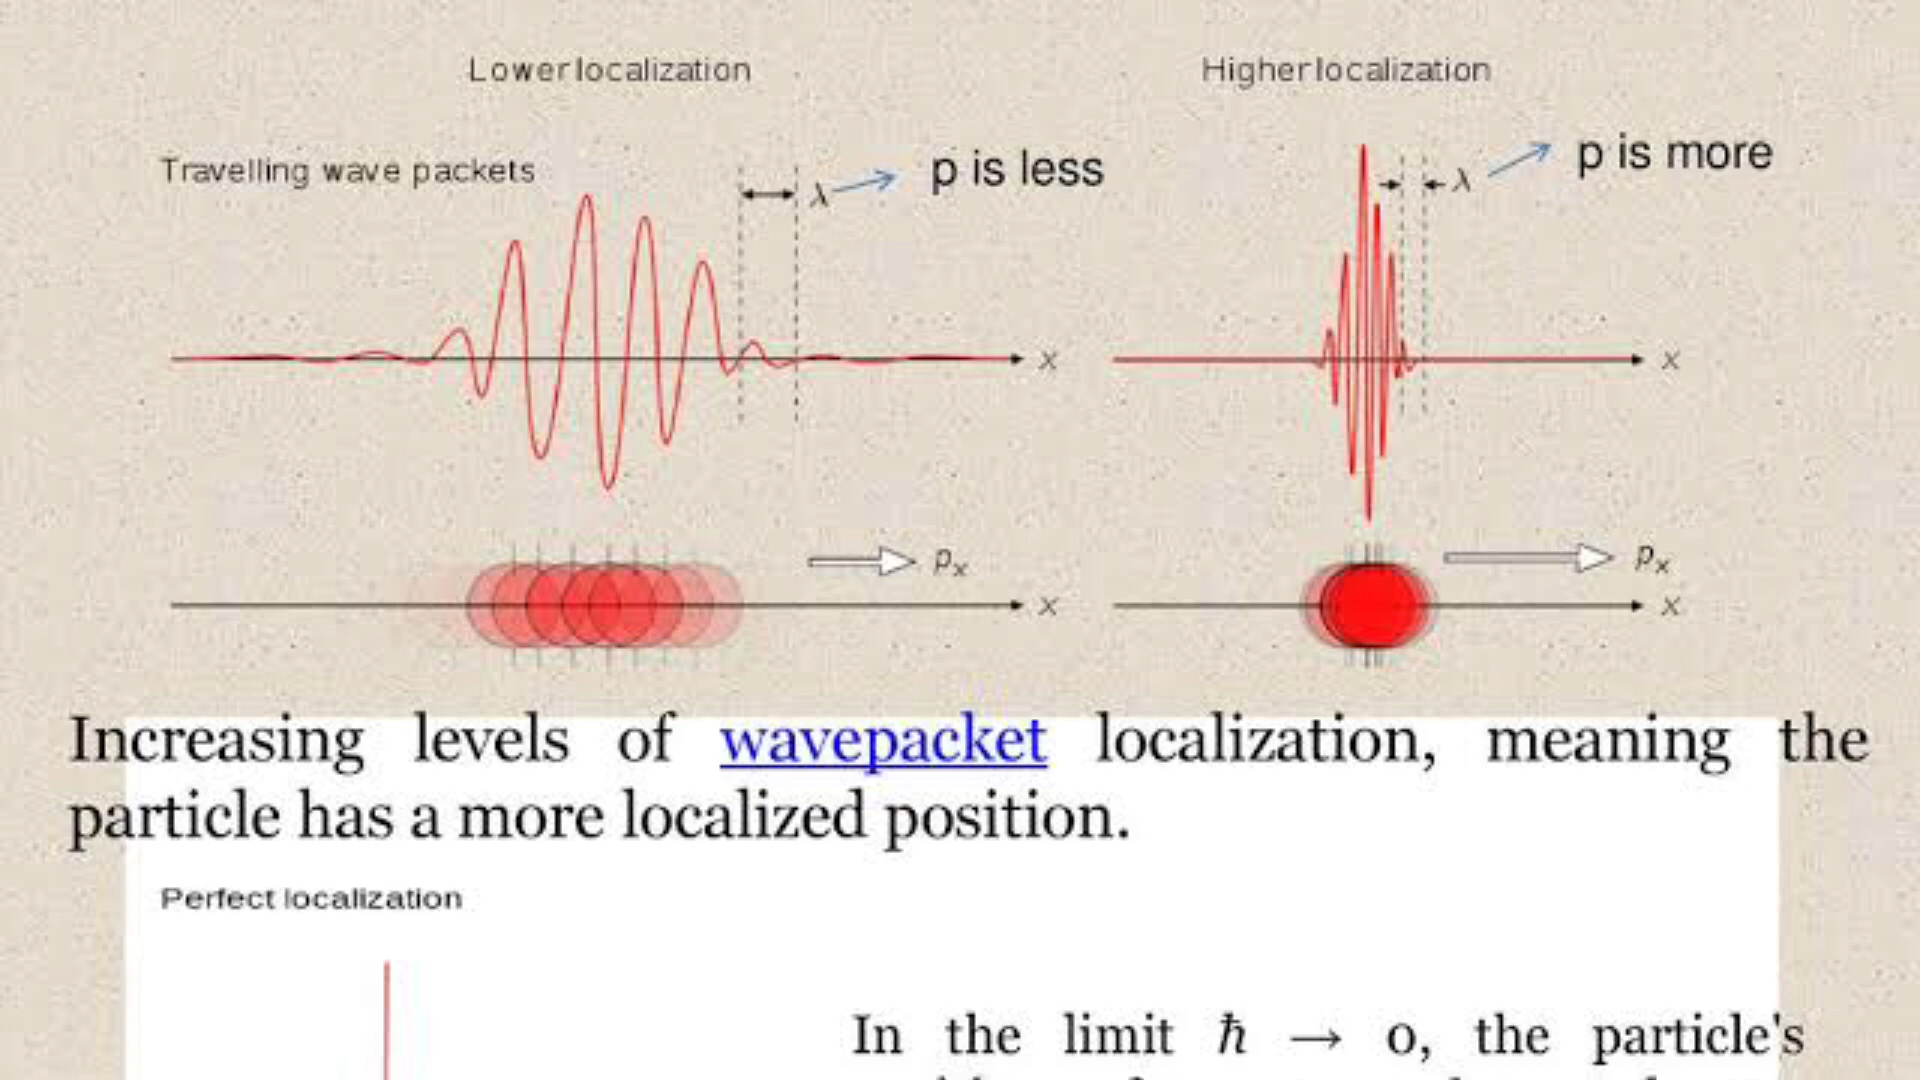 Lower localization
Higher localization
Travelling wave packets
λ
p is less
λ
p is more
x
x
pₓ
pₓ
x
x
Increasing levels of wavepacket localization, meaning the
particle has a more localized position.
Perfect localization
In the limit ħ → 0, the particle's